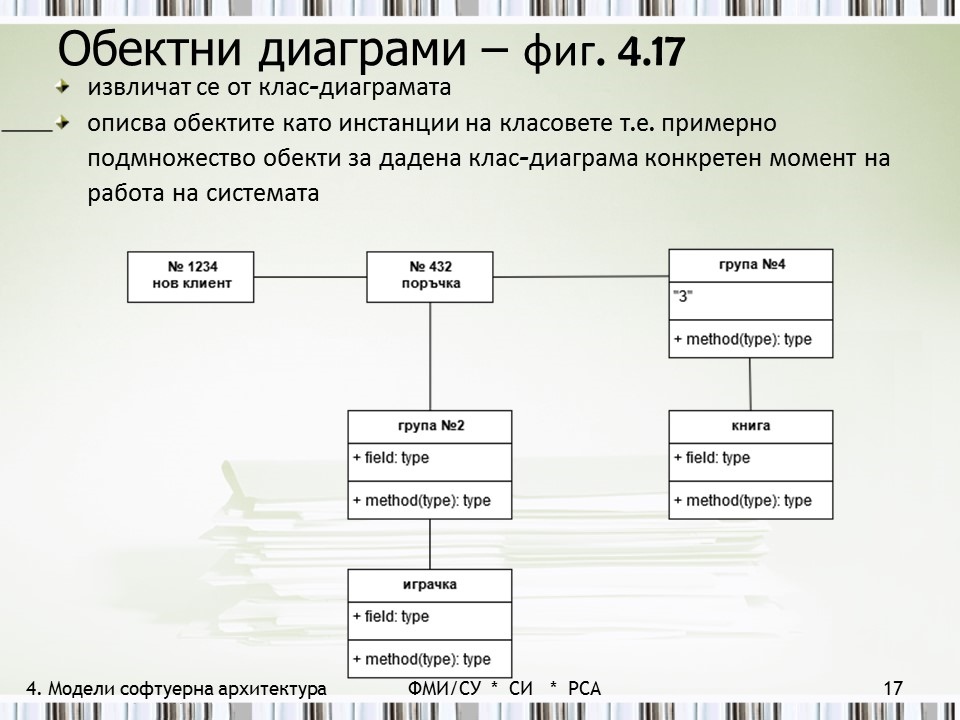 Обектни диаграми – фиг. 4.17
извличат се от клас-диаграмата
описва обектите като инстанции на класовете т.е. примерно
подмножество обекти за дадена клас-диаграма конкретен момент на
работа на системата
№ 1234
нов клиент
№ 432
поръчка
група №4
"3"
+ method(type): type
група №2
+ field: type
+ method(type): type
книга
+ field: type
+ method(type): type
играчка
+ field: type
+ method(type): type
4. Модели софтуерна архитектура
ФМИ/СУ * СИ * РСА
17